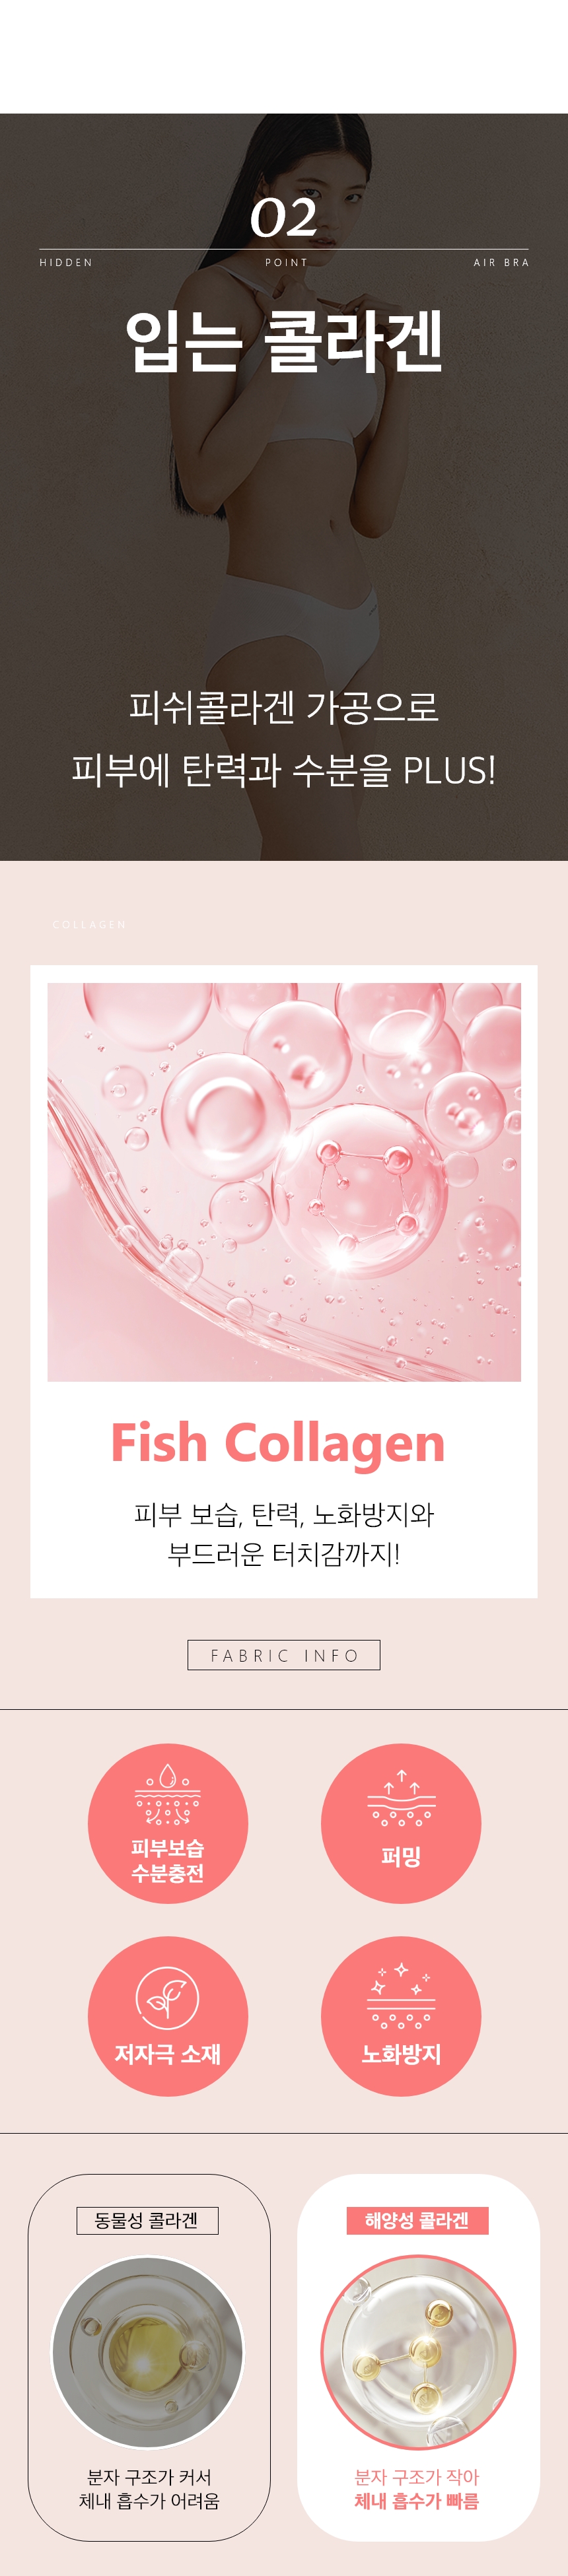 02
HIDDEN POINT AIR BRA
입는 콜라겐
피쉬콜라겐 가공으로
피부에 탄력과 수분을 PLUS!
COLLAGEN
Fish Collagen
피부 보습, 탄력, 노화방지와
부드러운 터치감까지!
FABRIC INFO
피부보습
수분충전
퍼밍
저자극 소재
노화방지
동물성 콜라겐
분자 구조가 커서
체내 흡수가 어려움
해양성 콜라겐
분자 구조가 작아
체내 흡수가 빠름